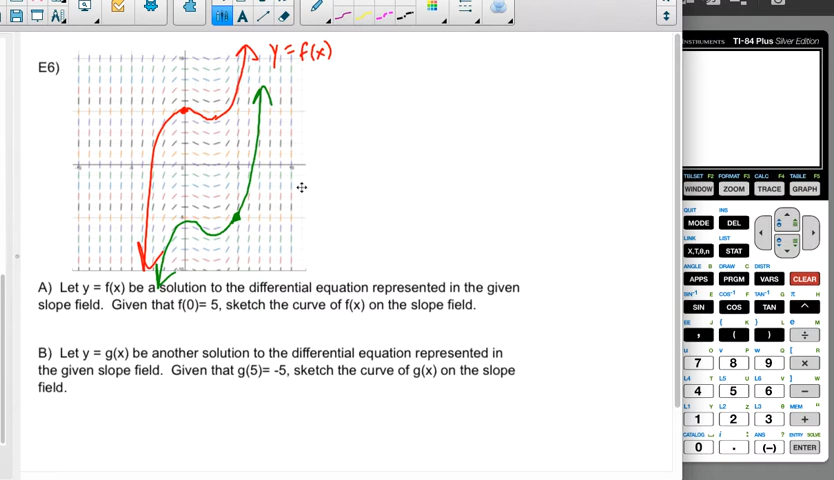 INSTRUMENTS TI-84 Plus Silver Edition
y = f(x)
E6)
TBLSET F2 FORMAT F3 CALC F4 TABLE F5
WINDOW ZOOM TRACE GRAPH
QUIT INS
MODE DEL
LINK LIST
X,T,θ,n STAT
ANGLE B DRAW C DISTR
APPS PRGM VARS CLEAR
A) Let y = f(x) be a solution to the differential equation represented in the given
slope field. Given that f(0)= 5, sketch the curve of f(x) on the slope field.
SIN COS TAN ^
, ( ) ÷
B) Let y = g(x) be another solution to the differential equation represented in
the given slope field. Given that g(5)= -5, sketch the curve of g(x) on the slope
field.
7 8 9 ×
4 5 6 −
1 2 3 +
CATALOG i : ANS ? ENTRY SOLVE
0 . (−) ENTER